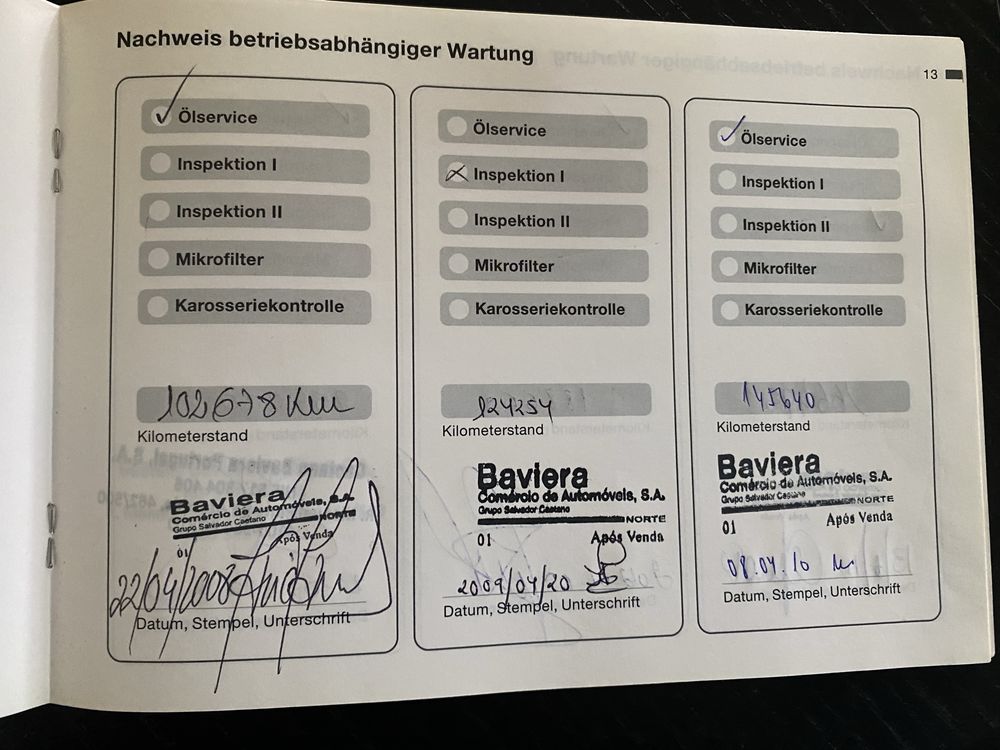 Nachweis betriebsabhängiger Wartung
13
Ölservice
Inspektion I
Inspektion II
Mikrofilter
Karosseriekontrolle
102678 Km
Kilometerstand
Baviera
Comércio de Automóveis, S.A.
Grupo Salvador Caetano
NORTE
01 Após Venda
22/04/2008
Datum, Stempel, Unterschrift
Ölservice
Inspektion I
Inspektion II
Mikrofilter
Karosseriekontrolle
124254
Kilometerstand
Baviera
Comércio de Automóveis, S.A.
Grupo Salvador Caetano
NORTE
01 Após Venda
2009/04/20
Datum, Stempel, Unterschrift
Ölservice
Inspektion I
Inspektion II
Mikrofilter
Karosseriekontrolle
145640
Kilometerstand
Baviera
Comércio de Automóveis, S.A.
Grupo Salvador Caetano
NORTE
01 Após Venda
08.04.10
Datum, Stempel, Unterschrift